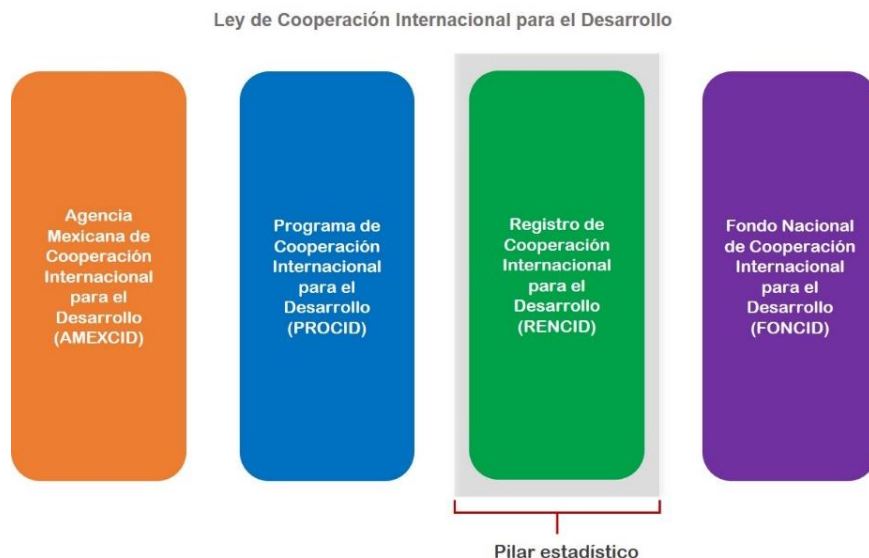 Ley de Cooperación Internacional para el Desarrollo
Agencia
Mexicana de
Cooperación
Internacional
para el
Desarrollo
(AMEXCID)
Programa de
Cooperación
Internacional
para el
Desarrollo
(PROCID)
Registro de
Cooperación
Internacional
para el
Desarrollo
(RENCID)
Fondo Nacional
de Cooperación
Internacional
para el
Desarrollo
(FONCID)
Pilar estadístico